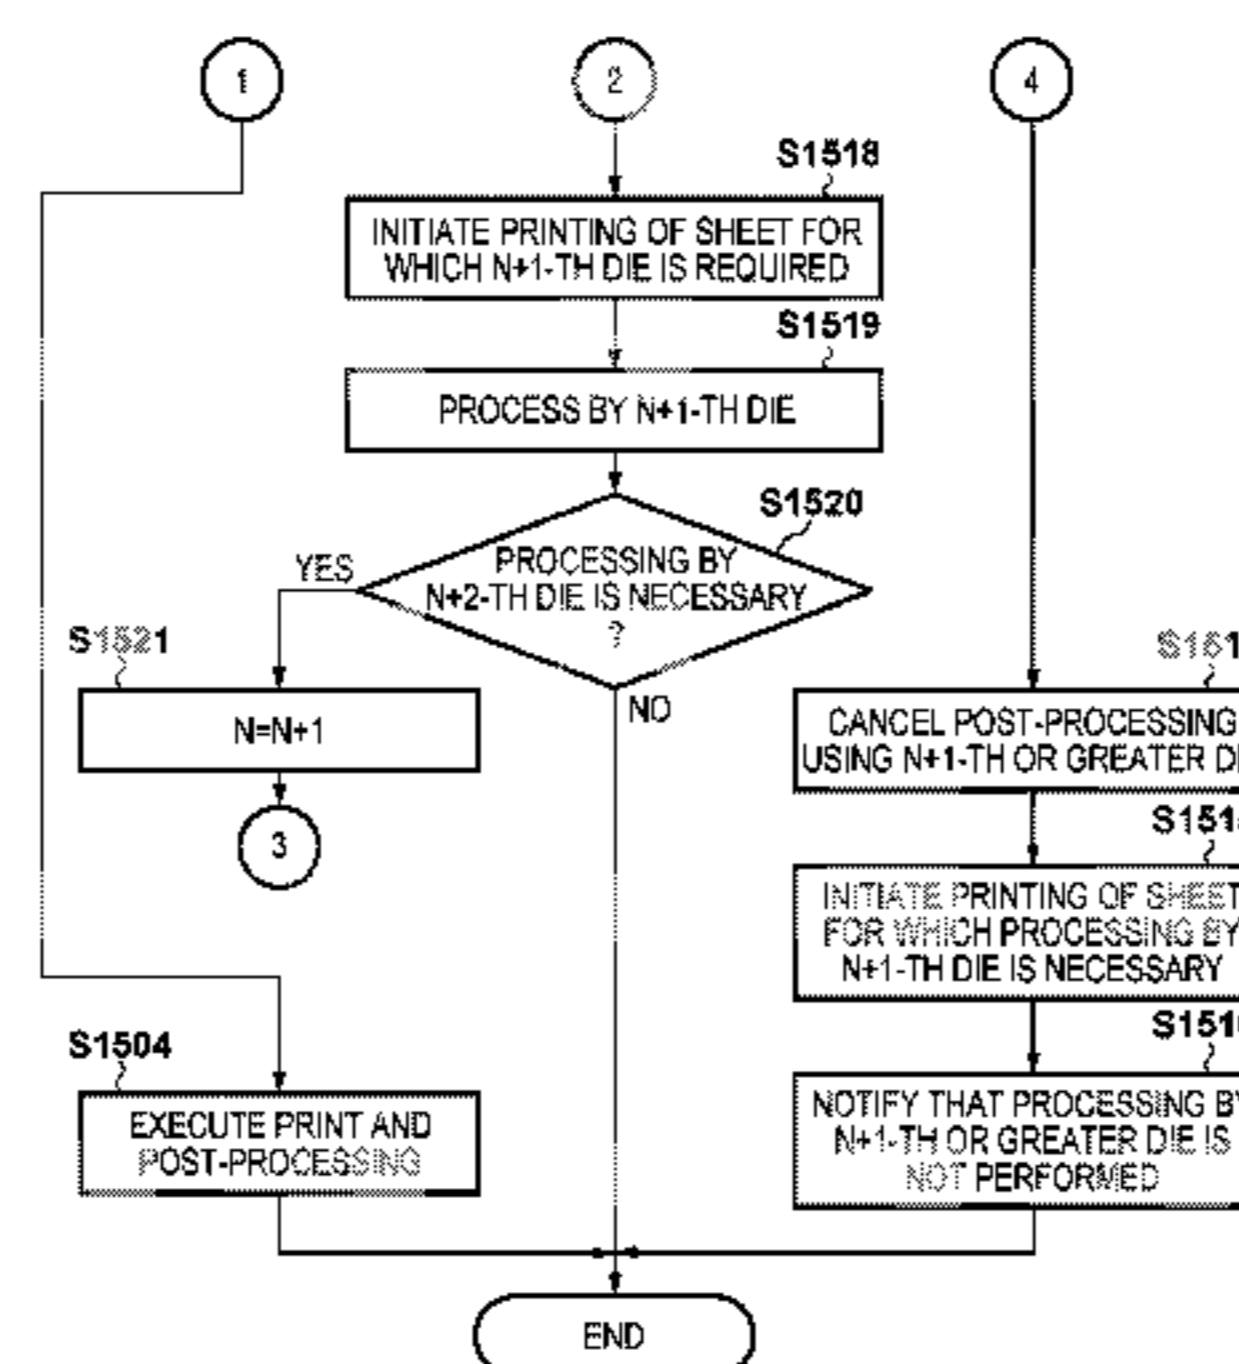 1
2
4
S1518
INITIATE PRINTING OF SHEET FOR
WHICH N+1-TH DIE IS REQUIRED
S1519
PROCESS BY N+1-TH DIE
S1520
PROCESSING BY
N+2-TH DIE IS NECESSARY
?
YES
NO
S1521
N=N+1
3
S1504
EXECUTE PRINT AND
POST-PROCESSING
CANCEL POST-PROCESSING
USING N+1-TH OR GREATER
INITIATE PRINTING OF SHEET
FOR WHICH PROCESSING BY
N+1-TH DIE IS NECESSARY
NOTIFY THAT PROCESSING BY
N+1-TH OR GREATER DIE IS
NOT PERFORMED
END